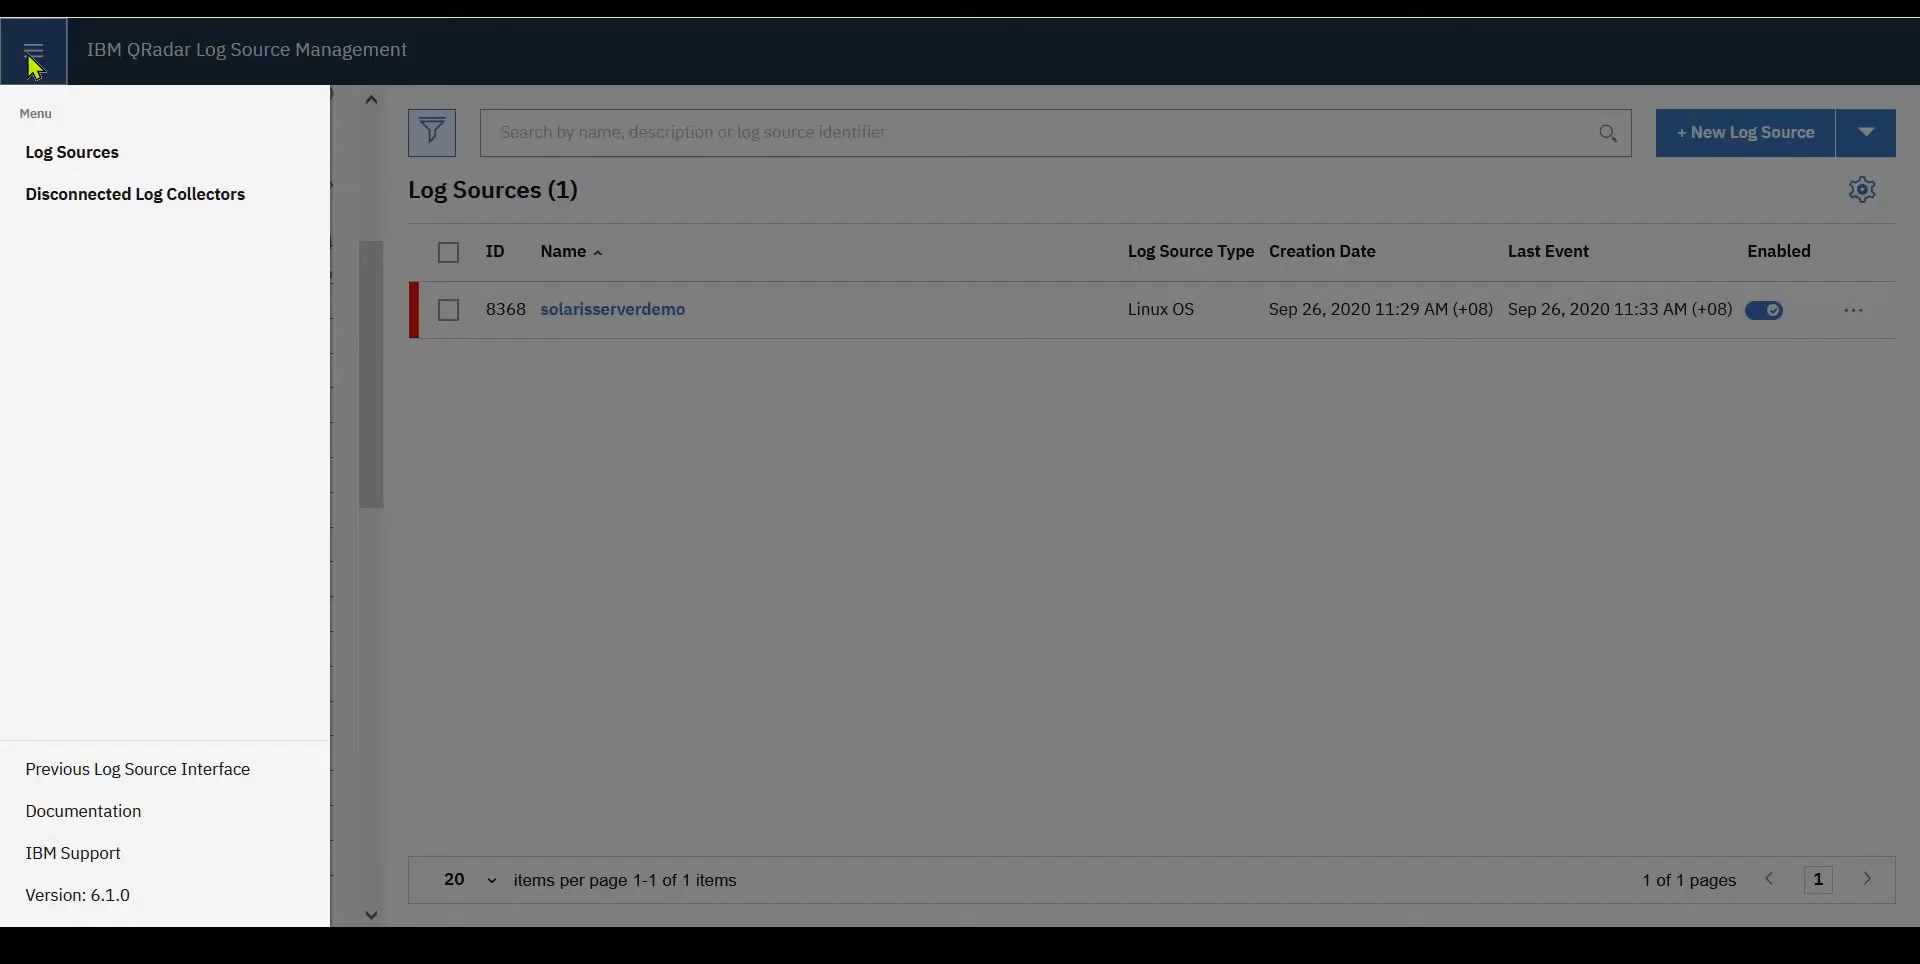 IBM QRadar Log Source Management
Menu
Log Sources
Disconnected Log Collectors
Previous Log Source Interface
Documentation
IBM Support
Version: 6.1.0
Search by name, description or log source identifier
+ New Log Source
Log Sources (1)
ID Name Log Source Type Creation Date Last Event Enabled
8368 solarisserverdemo Linux OS Sep 26, 2020 11:29 AM (+08) Sep 26, 2020 11:33 AM (+08) ...
20 items per page 1-1 of 1 items 1 of 1 pages 1